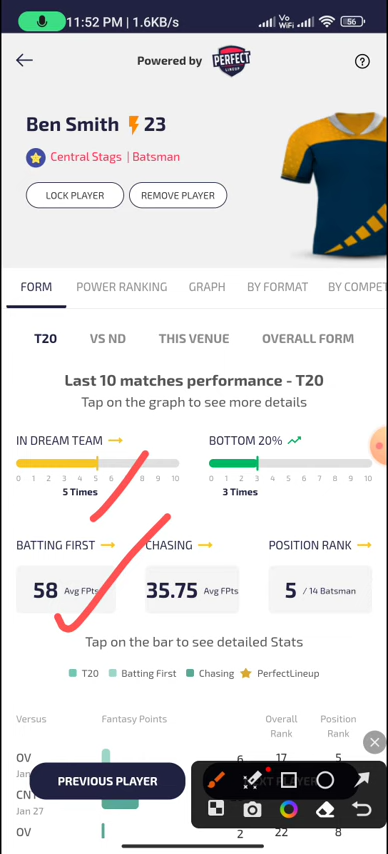 11:52 PM | 1.6KB/s Vo WiFi 56
Powered by PERFECT LINEUP
Ben Smith 23
Central Stags | Batsman
LOCK PLAYER REMOVE PLAYER
FORM POWER RANKING GRAPH BY FORMAT BY COMPET
T20 VS ND THIS VENUE OVERALL FORM
Last 10 matches performance - T20
Tap on the graph to see more details
IN DREAM TEAM BOTTOM 20%
0 1 2 3 4 5 6 7 8 9 10 0 1 2 3 4 5 6 7 8 9 10
5 Times 3 Times
BATTING FIRST CHASING POSITION RANK
58 Avg FPts 35.75 Avg FPts 5 / 14 Batsman
Tap on the bar to see detailed Stats
T20 Batting First Chasing PerfectLineup
Versus Fantasy Points Overall Rank Position Rank
OV 6 17 5
Jan
PREVIOUS PLAYER
CNT
Jan 27
OV 2 22 8